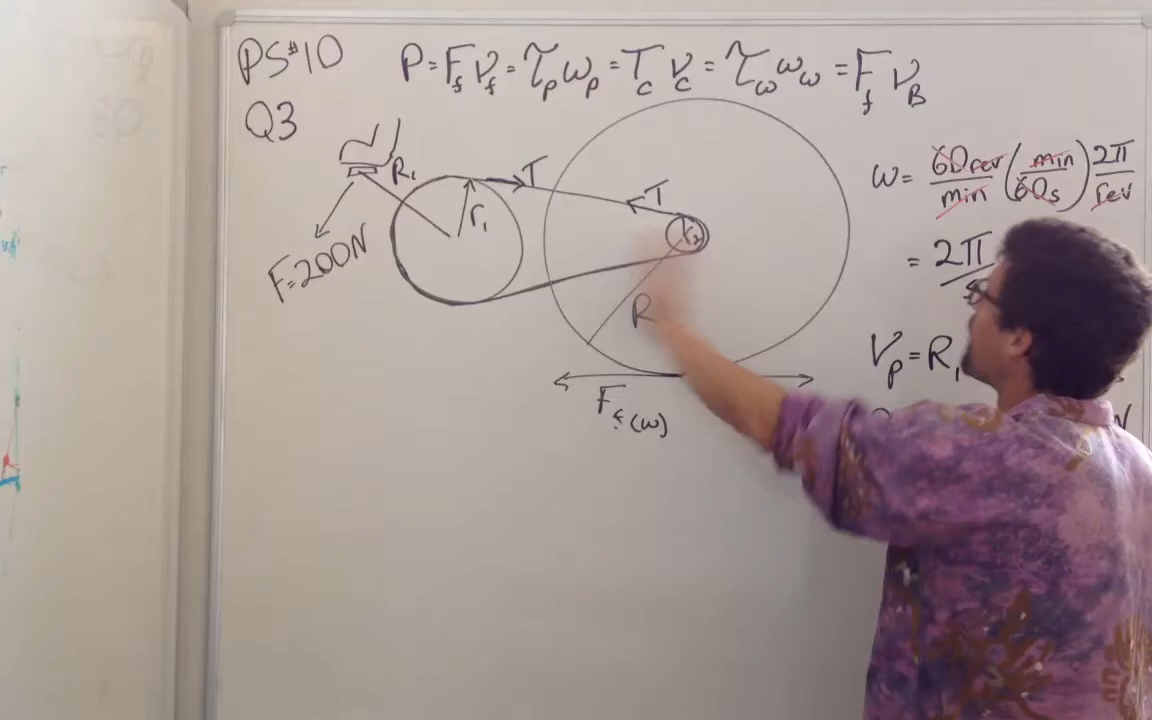 PS#10 P=F_f v_f = τ_p ω_p = T_c v_c = τ_ω ω_ω = F_f v_B
Q3
R₁
T
T
r₁
r₂
F=200N
R
F_f(ω)
ω = 60rev/min (min/60s) 2π/rev
= 2π/s
V_p = R₁